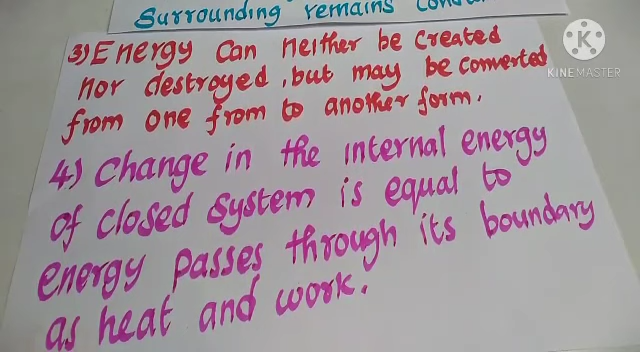 Surrounding remains
3) Energy can neither be created
nor destroyed, but may be converted
from one from to another form.
4) Change in the internal energy
of closed system is equal to
energy passes through its boundary
as heat and work.
KINEMASTER